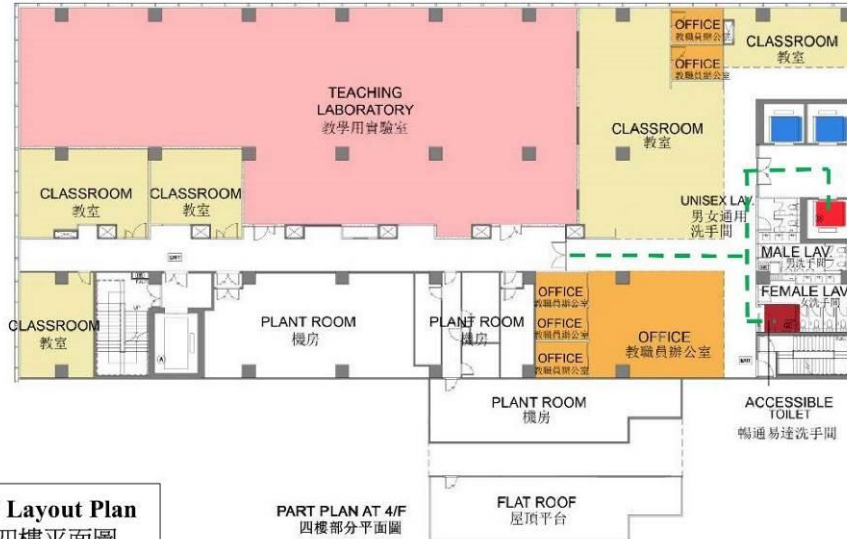 OFFICE
教職員辦公室
OFFICE
教職員辦公室
CLASSROOM
教室
TEACHING
LABORATORY
教學用實驗室
CLASSROOM
教室
CLASSROOM
教室
CLASSROOM
教室
UNISEX LAV.
男女通用
洗手間
MALE LAV.
男洗手間
FEMALE LAV.
女洗手間
CLASSROOM
教室
PLANT ROOM
機房
PLANT ROOM
機房
OFFICE
教職員辦公室
OFFICE
教職員辦公室
OFFICE
教職員辦公室
OFFICE
教職員辦公室
PLANT ROOM
機房
ACCESSIBLE
TOILET
暢通易達洗手間
Layout Plan
四樓平面圖
PART PLAN AT 4/F
四樓部分平面圖
FLAT ROOF
屋頂平台